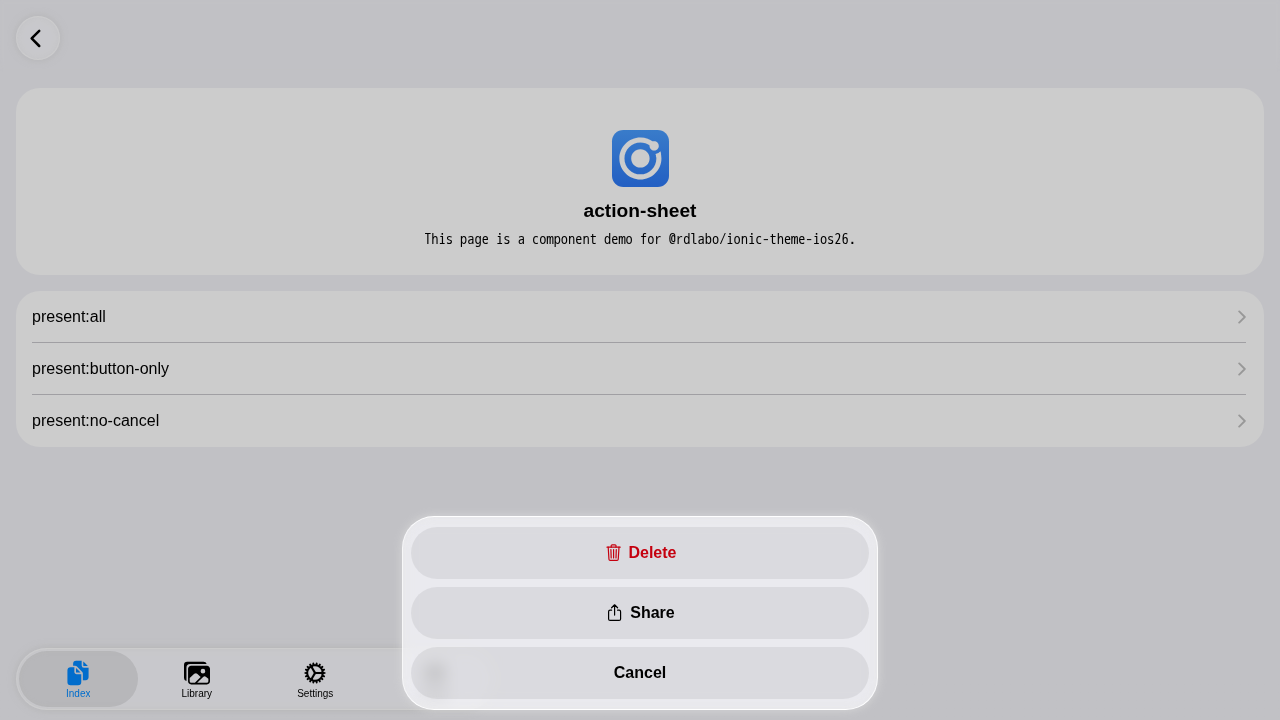 action-sheet
This page is a component demo for @rdlabo/ionic-theme-ios26.
present:all
present:button-only
present:no-cancel
Delete
Share
Cancel
Index
Library
Settings